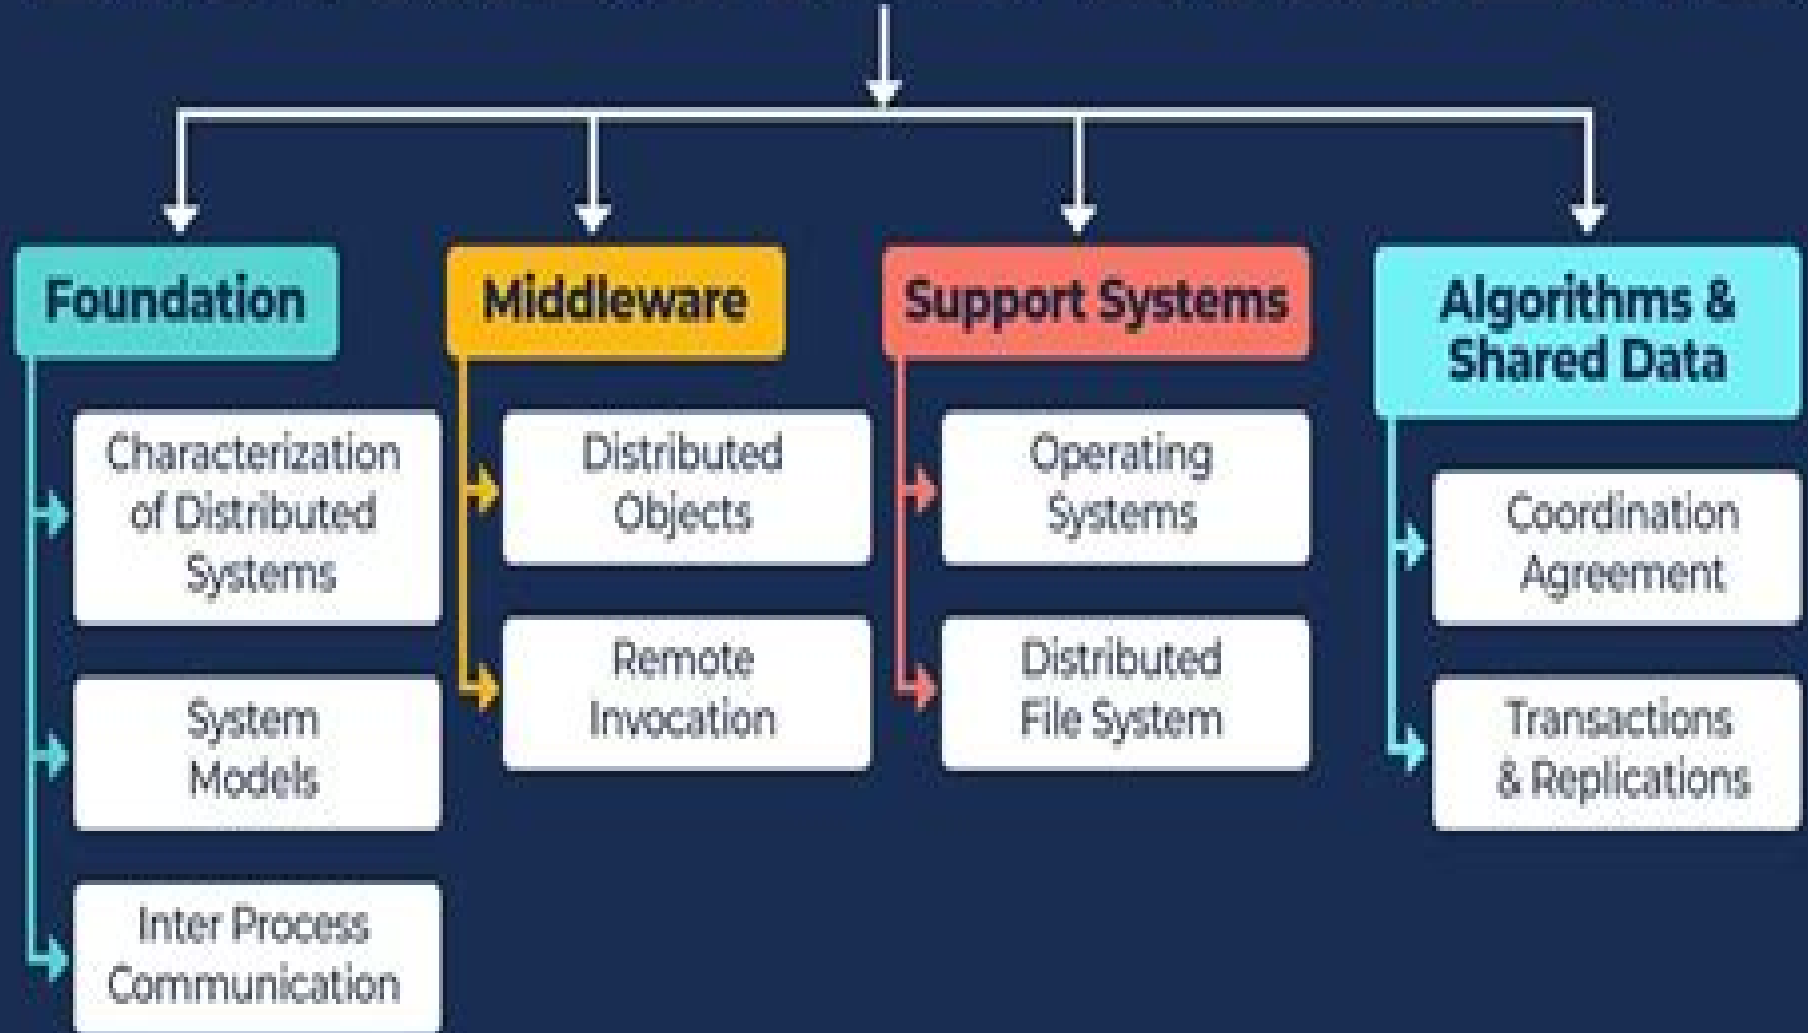 Foundation
Characterization
of Distributed
Systems
System
Models
Inter Process
Communication
Middleware
Distributed
Objects
Remote
Invocation
Support Systems
Operating
Systems
Distributed
File System
Algorithms &
Shared Data
Coordination
Agreement
Transactions
& Replications